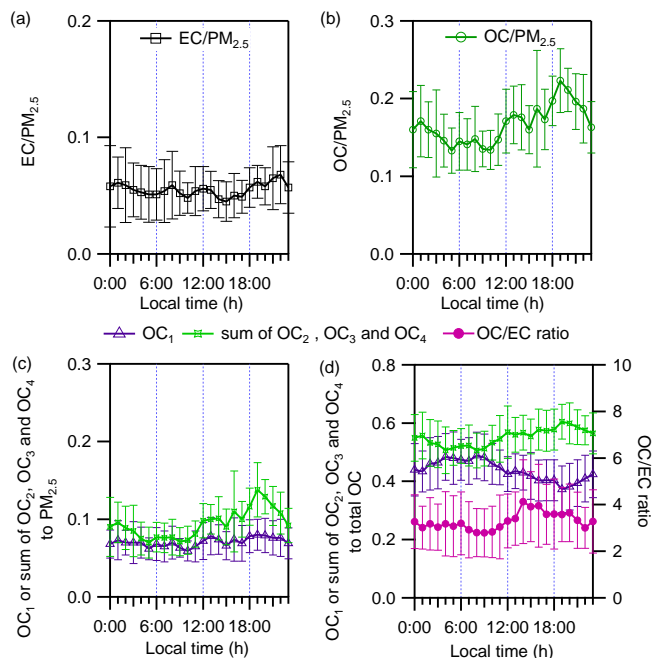 (a)
EC/PM2.5
0.2
0.1
0.0
EC/PM2.5
0:00 6:00 12:00 18:00
Local time (h)
(b)
OC/PM2.5
0.3
0.2
0.1
0.0
OC/PM2.5
0:00 6:00 12:00 18:00
Local time (h)
OC1 sum of OC2 , OC3 and OC4 OC/EC ratio
(c)
OC1 or sum of OC2, OC3 and OC4
to PM2.5
0.3
0.2
0.1
0.0
0:00 6:00 12:00 18:00
Local time (h)
(d)
OC1 or sum of OC2, OC3 and OC4
to total OC
0.8
0.6
0.4
0.2
0.0
10
8
6
4
2
0
OC/EC ratio
0:00 6:00 12:00 18:00
Local time (h)